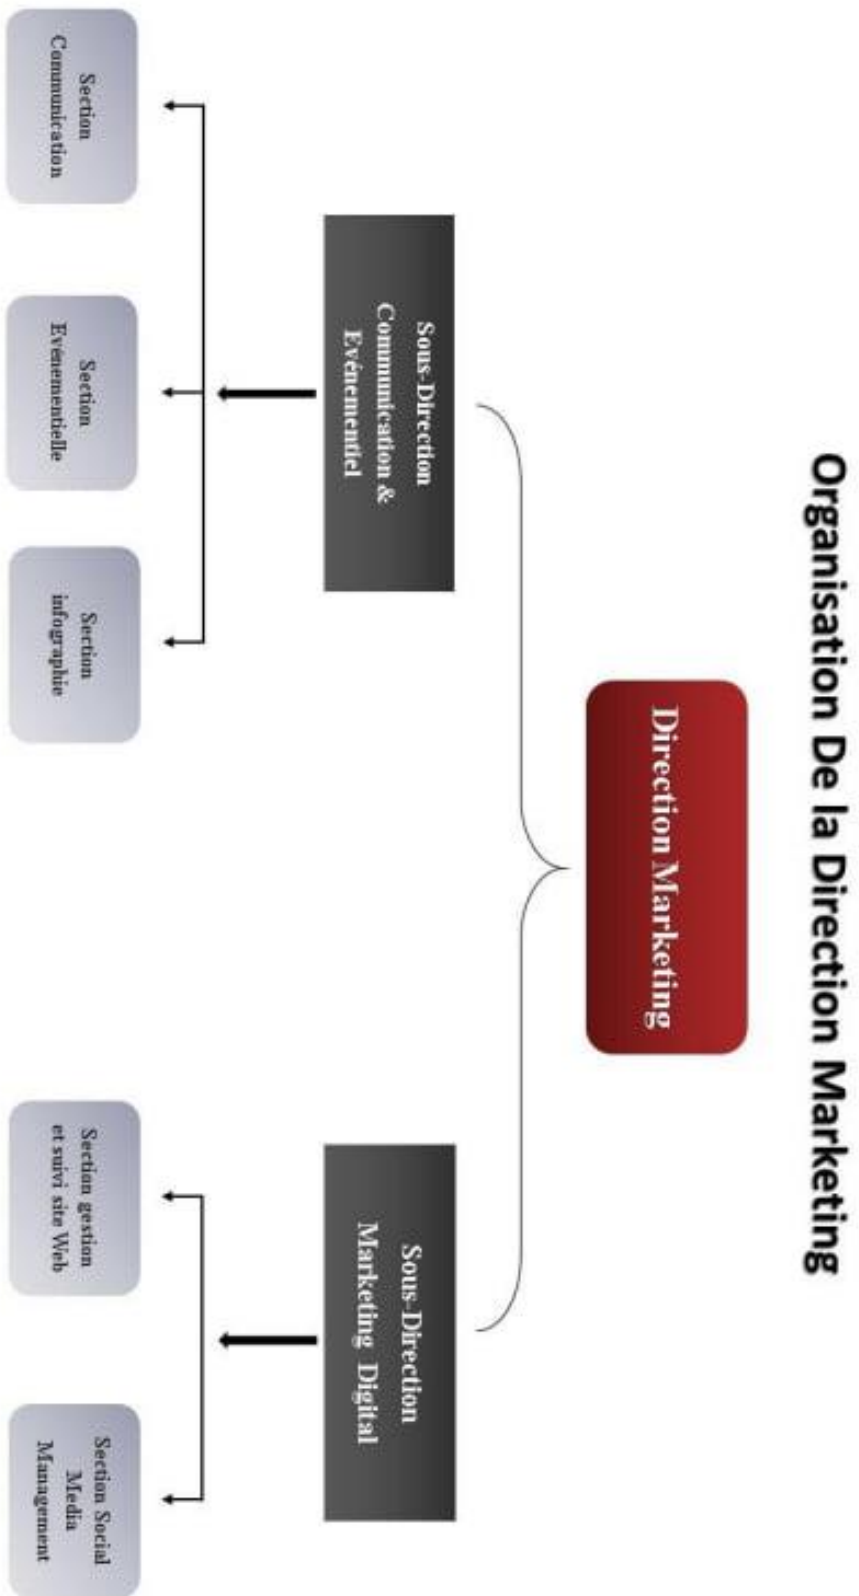 Organisation De la Direction Marketing
Direction Marketing
Sous-Direction
Communication &
Evénementiel
Sous-Direction
Marketing Digital
Section
Communication
Section
Evénementielle
Section
infographie
Section gestion
et suivi site Web
Section Social
Media
Management